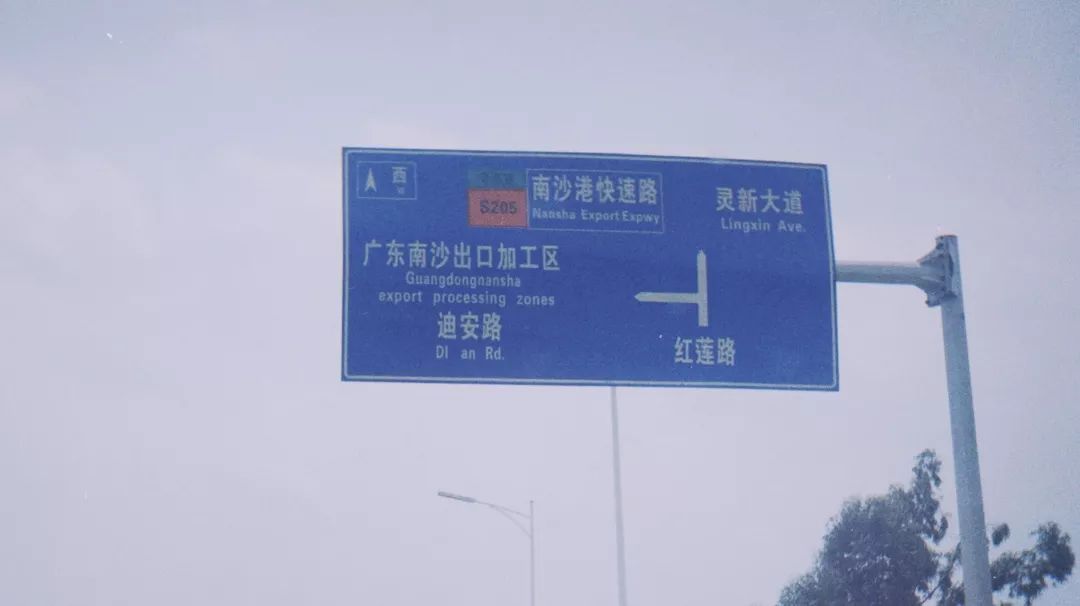 西
S205
南沙港快速路
Nansha Export Expwy
灵新大道
Lingxin Ave.
广东南沙出口加工区
Guangdongnansha
export processing zones
迪安路
DI an Rd.
红莲路